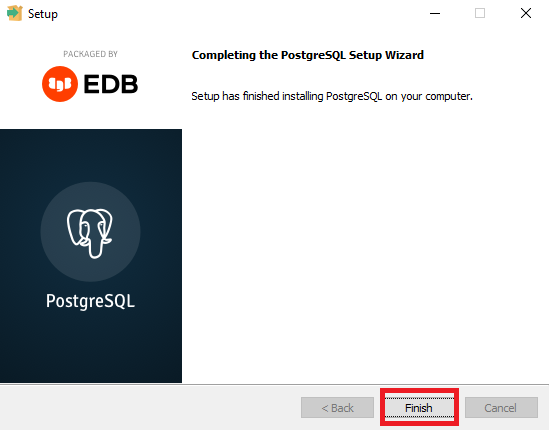 Setup
PACKAGED BY
EDB
Completing the PostgreSQL Setup Wizard
Setup has finished installing PostgreSQL on your computer.
PostgreSQL
< Back
Finish
Cancel